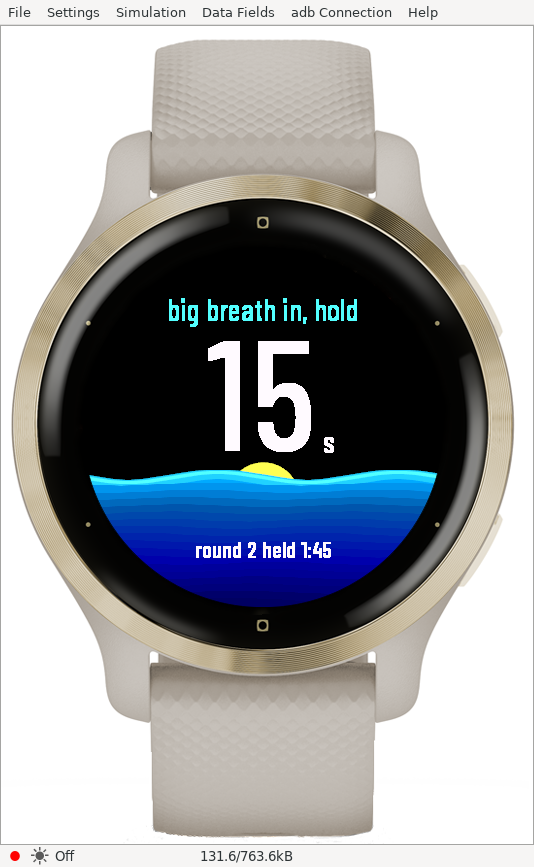 File Settings Simulation Data Fields adb Connection Help
big breath in, hold
15 s
round 2 held 1:45
Off 131.6/763.6kB